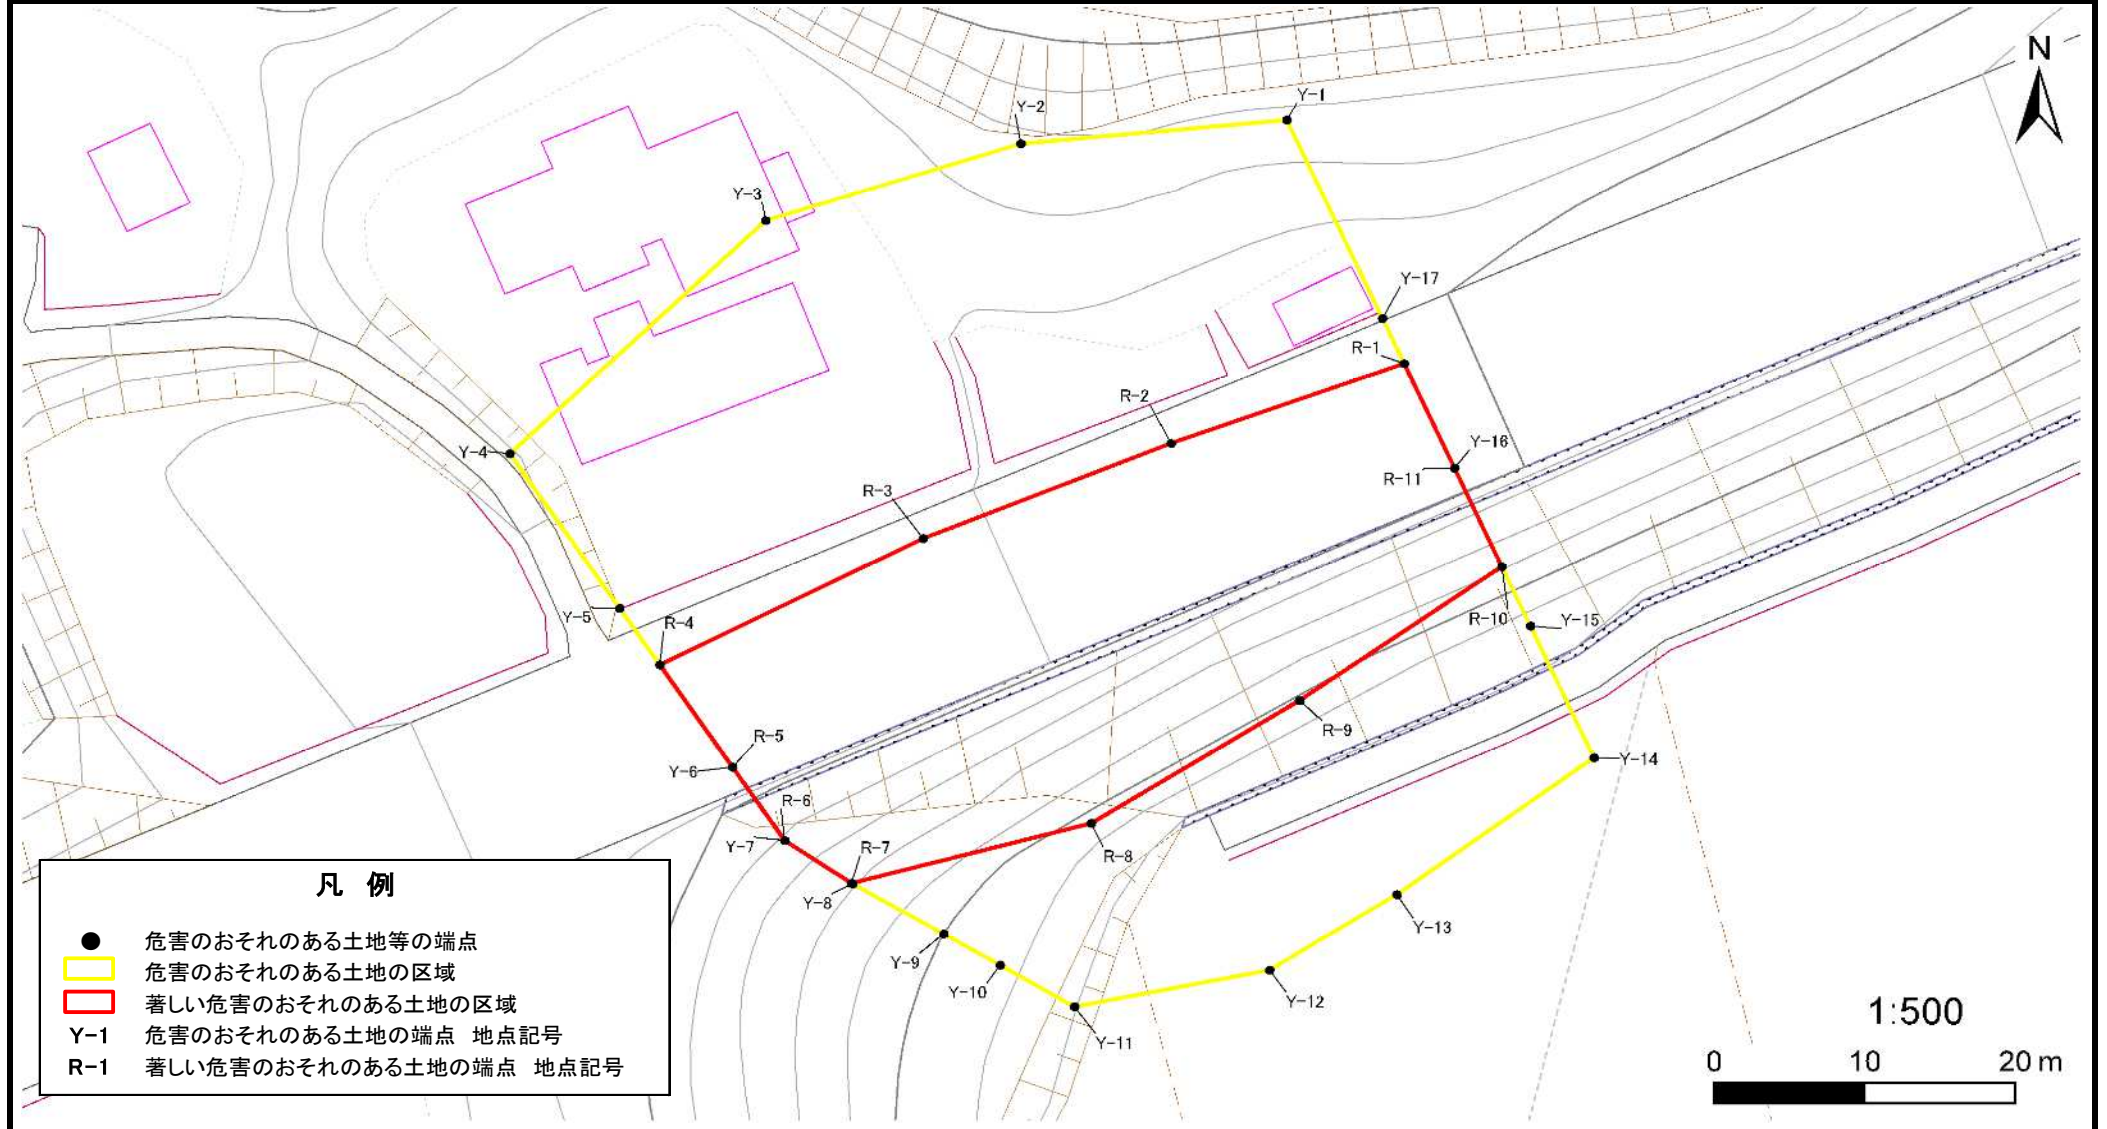 N
Y-1
Y-2
Y-3
Y-17
R-1
R-2
Y-4
Y-16
R-11
R-3
Y-5
R-4
R-10
Y-15
R-9
R-5
Y-6
Y-14
R-6
Y-7
R-7
R-8
Y-8
Y-13
Y-9
Y-10
Y-12
Y-11
凡 例
危害のおそれのある土地等の端点
危害のおそれのある土地の区域
著しい危害のおそれのある土地の区域
Y-1 危害のおそれのある土地の端点 地点記号
R-1 著しい危害のおそれのある土地の端点 地点記号
1:500
0 10 20 m